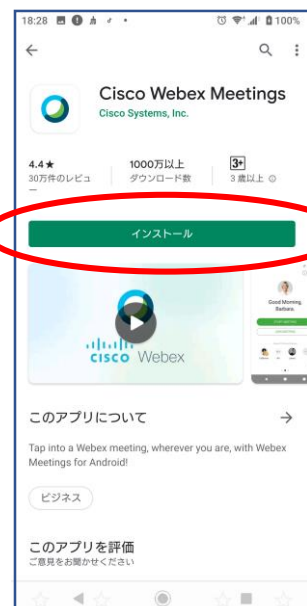 18:28 100%
Cisco Webex Meetings
Cisco Systems, Inc.
4.4★ 1000万以上 3+
30万件のレビュ ダウンロード数 3 歳以上
ー
インストール
CISCO Webex
Good Morning,
Barbara.
このアプリについて
Tap into a Webex meeting, wherever you are, with Webex
Meetings for Android!
ビジネス
このアプリを評価
ご意見をお聞かせください